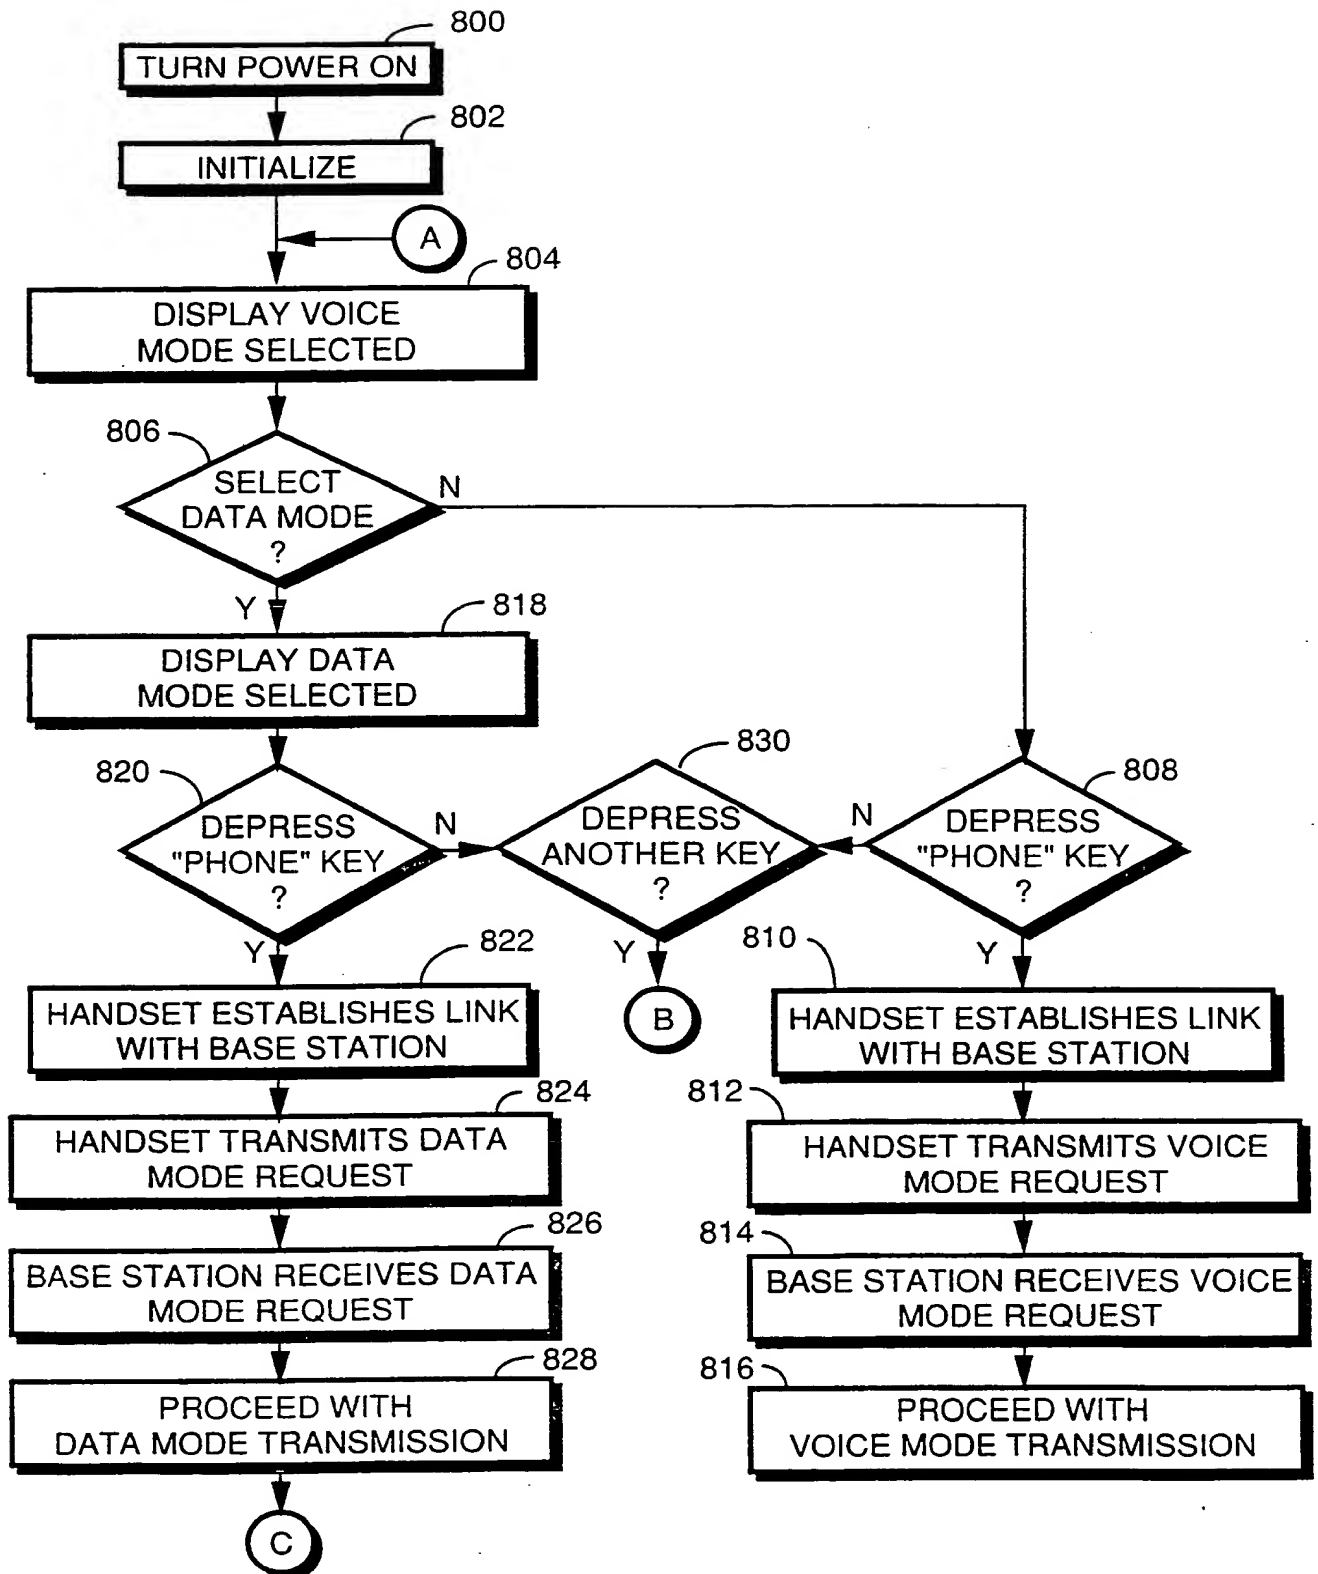 800
TURN POWER ON
802
INITIALIZE
A
804
DISPLAY VOICE
MODE SELECTED
806
SELECT
DATA MODE
?
N
Y
818
DISPLAY DATA
MODE SELECTED
820
DEPRESS
"PHONE" KEY
?
N
Y
830
DEPRESS
ANOTHER KEY
?
Y
B
808
DEPRESS
"PHONE" KEY
?
N
Y
822
HANDSET ESTABLISHES LINK
WITH BASE STATION
824
HANDSET TRANSMITS DATA
MODE REQUEST
826
BASE STATION RECEIVES DATA
MODE REQUEST
828
PROCEED WITH
DATA MODE TRANSMISSION
C
810
HANDSET ESTABLISHES LINK
WITH BASE STATION
812
HANDSET TRANSMITS VOICE
MODE REQUEST
814
BASE STATION RECEIVES VOICE
MODE REQUEST
816
PROCEED WITH
VOICE MODE TRANSMISSION